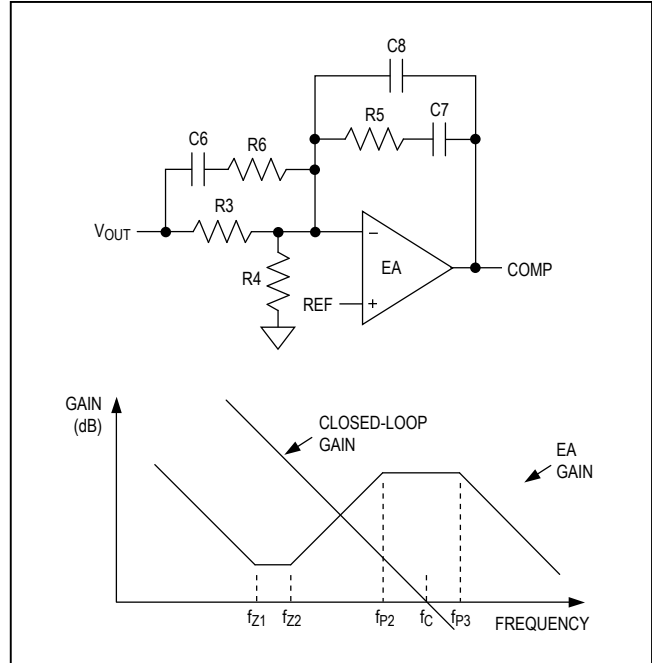 C8
R5
C7
C6
R6
R3
VOUT
R4
EA
REF
COMP
−
+
GAIN
(dB)
CLOSED-LOOP
GAIN
EA
GAIN
fZ1 fZ2 fP2 fC fP3
FREQUENCY